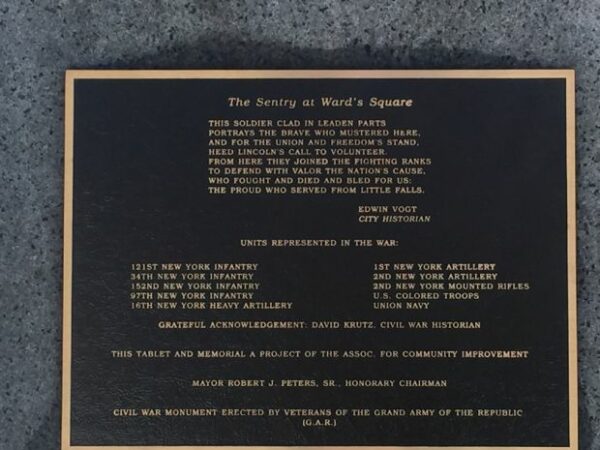 The Sentry at Ward's Square
THIS SOLDIER CLAD IN LEADEN PARTS
PORTRAYS THE BRAVE WHO MUSTERED HERE,
AND FOR THE UNION AND FREEDOM'S STAND,
HEED LINCOLN'S CALL TO VOLUNTEER.
FROM HERE THEY JOINED THE FIGHTING RANKS
TO DEFEND WITH VALOR THE NATION'S CAUSE,
WHO FOUGHT AND DIED AND BLED FOR US:
THE PROUD WHO SERVED FROM LITTLE FALLS.
EDWIN VOGT
CITY HISTORIAN
UNITS REPRESENTED IN THE WAR:
121ST NEW YORK INFANTRY
34TH NEW YORK INFANTRY
152ND NEW YORK INFANTRY
97TH NEW YORK INFANTRY
16TH NEW YORK HEAVY ARTILLERY
1ST NEW YORK ARTILLERY
2ND NEW YORK ARTILLERY
2ND NEW YORK MOUNTED RIFLES
U.S. COLORED TROOPS
UNION NAVY
GRATEFUL ACKNOWLEDGEMENT: DAVID KRUTZ, CIVIL WAR HISTORIAN
THIS TABLET AND MEMORIAL A PROJECT OF THE ASSOC. FOR COMMUNITY IMPROVEMENT
MAYOR ROBERT J. PETERS, SR., HONORARY CHAIRMAN
CIVIL WAR MONUMENT ERECTED BY VETERANS OF THE GRAND ARMY OF THE REPUBLIC
(G.A.R.)